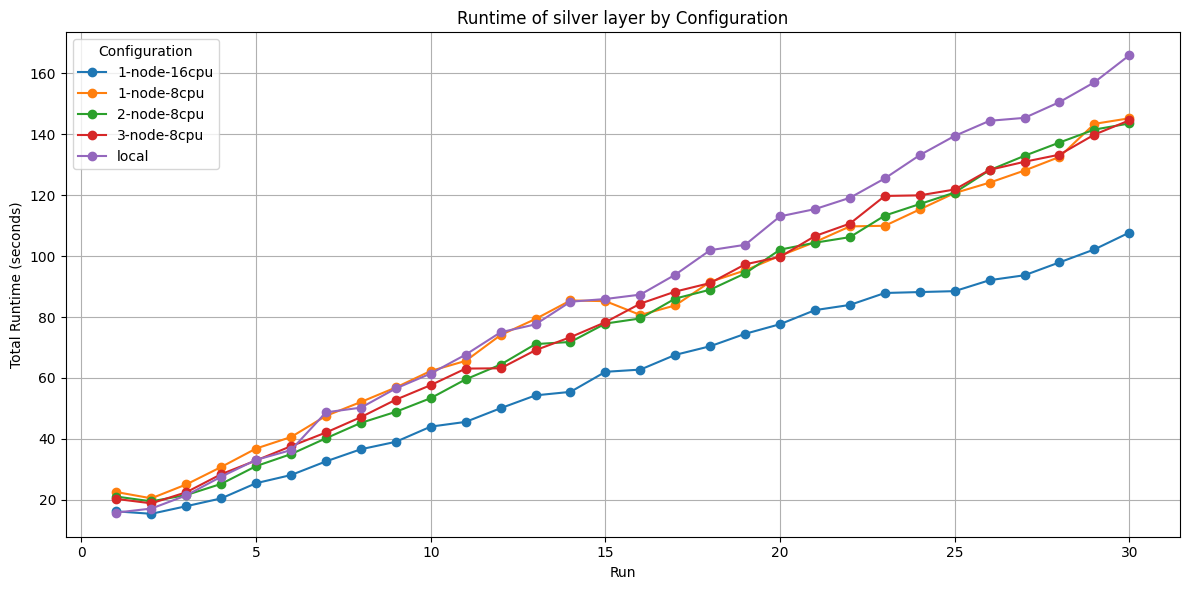 Runtime of silver layer by Configuration
Configuration
1-node-16cpu
1-node-8cpu
2-node-8cpu
3-node-8cpu
local
Total Runtime (seconds)
160
140
120
100
80
60
40
20
0
5
10
15
20
25
30
Run